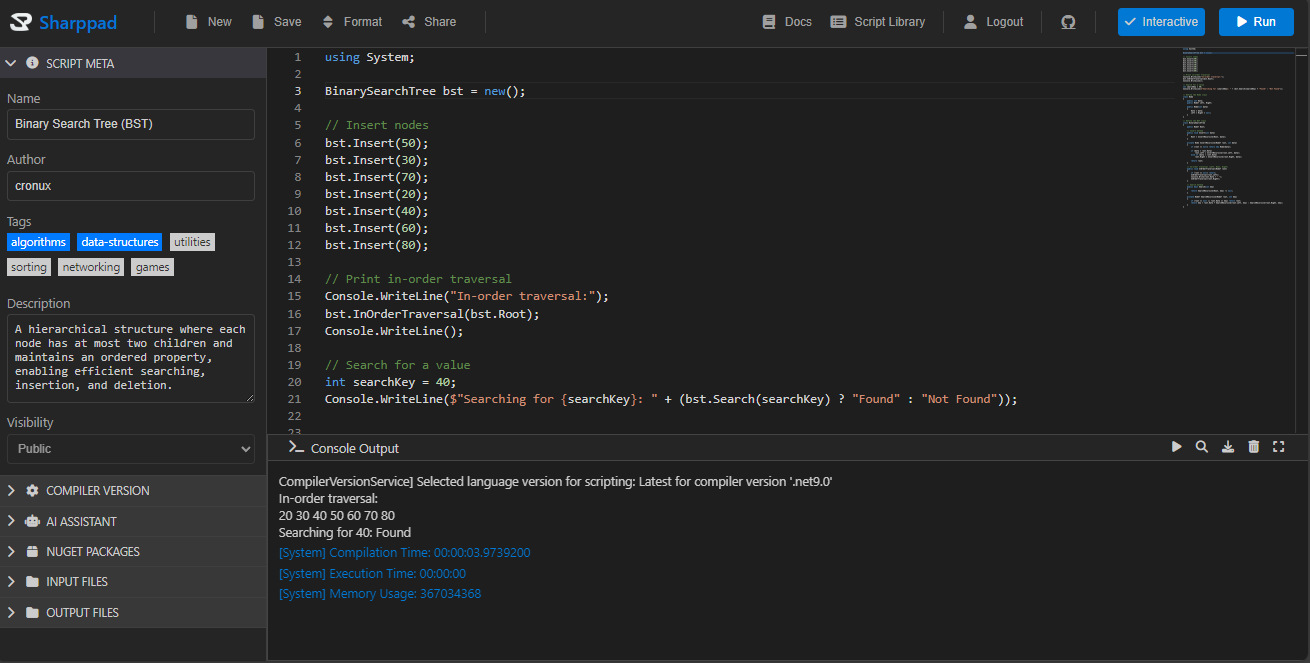 Sharppad
New
Save
Format
Share
Docs
Script Library
Logout
Interactive
Run
SCRIPT META
Name
Binary Search Tree (BST)
Author
cronux
Tags
algorithms
data-structures
utilities
sorting
networking
games
Description
A hierarchical structure where each
node has at most two children and
maintains an ordered property,
enabling efficient searching,
insertion, and deletion.
Visibility
Public
COMPILER VERSION
AI ASSISTANT
NUGET PACKAGES
INPUT FILES
OUTPUT FILES
1 using System;
2
3 BinarySearchTree bst = new();
4
5 // Insert nodes
6 bst.Insert(50);
7 bst.Insert(30);
8 bst.Insert(70);
9 bst.Insert(20);
10 bst.Insert(40);
11 bst.Insert(60);
12 bst.Insert(80);
13
14 // Print in-order traversal
15 Console.WriteLine("In-order traversal:");
16 bst.InOrderTraversal(bst.Root);
17 Console.WriteLine();
18
19 // Search for a value
20 int searchKey = 40;
21 Console.WriteLine($"Searching for {searchKey}: " + (bst.Search(searchKey) ? "Found" : "Not Found"));
22
23
Console Output
CompilerVersionService] Selected language version for scripting: Latest for compiler version '.net9.0'
In-order traversal:
20 30 40 50 60 70 80
Searching for 40: Found
[System] Compilation Time: 00:00:03.9739200
[System] Execution Time: 00:00:00
[System] Memory Usage: 367034368